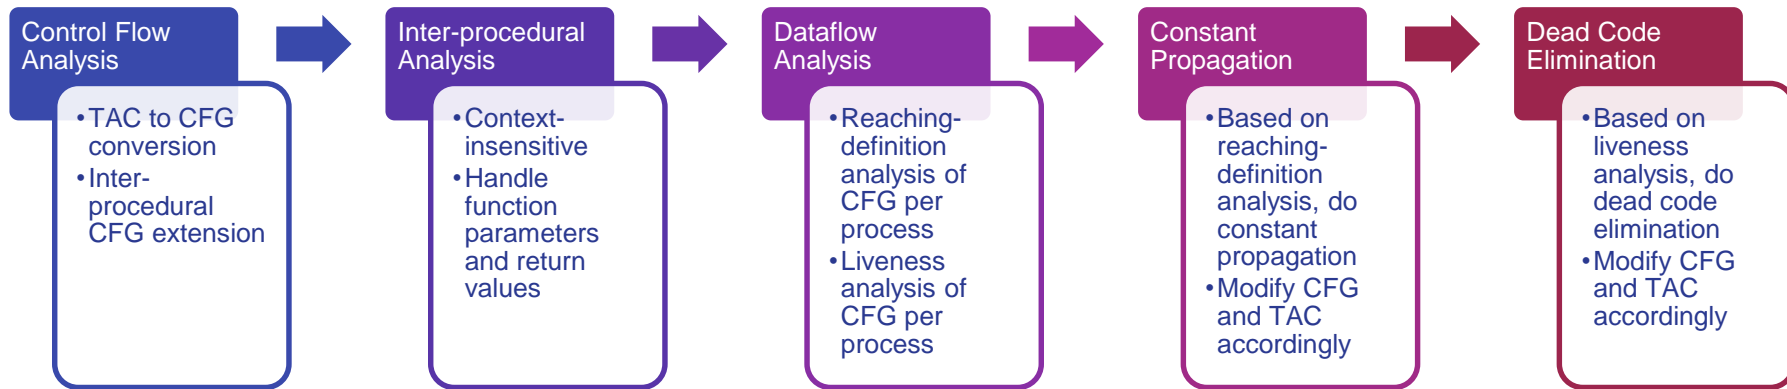 Control Flow
Analysis
•TAC to CFG
conversion
•Inter-
procedural
CFG extension
Inter-procedural
Analysis
•Context-
insensitive
•Handle
function
parameters
and return
values
Dataflow
Analysis
•Reaching-
definition
analysis of
CFG per
process
•Liveness
analysis of
CFG per
process
Constant
Propagation
•Based on
reaching-
definition
analysis, do
constant
propagation
•Modify CFG
and TAC
accordingly
Dead Code
Elimination
•Based on
liveness
analysis, do
dead code
elimination
•Modify CFG
and TAC
accordingly